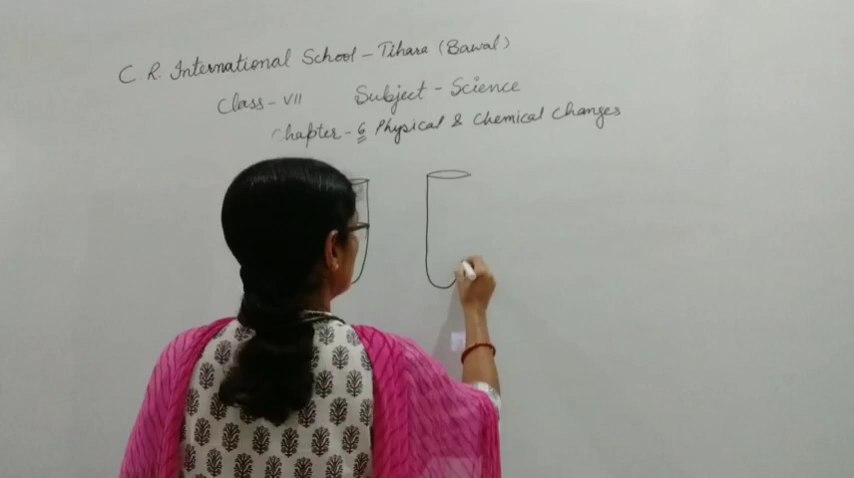 C. R. International School - Tihara (Bawal)
Class - VII Subject - Science
Chapter - 6 Physical & Chemical Changes